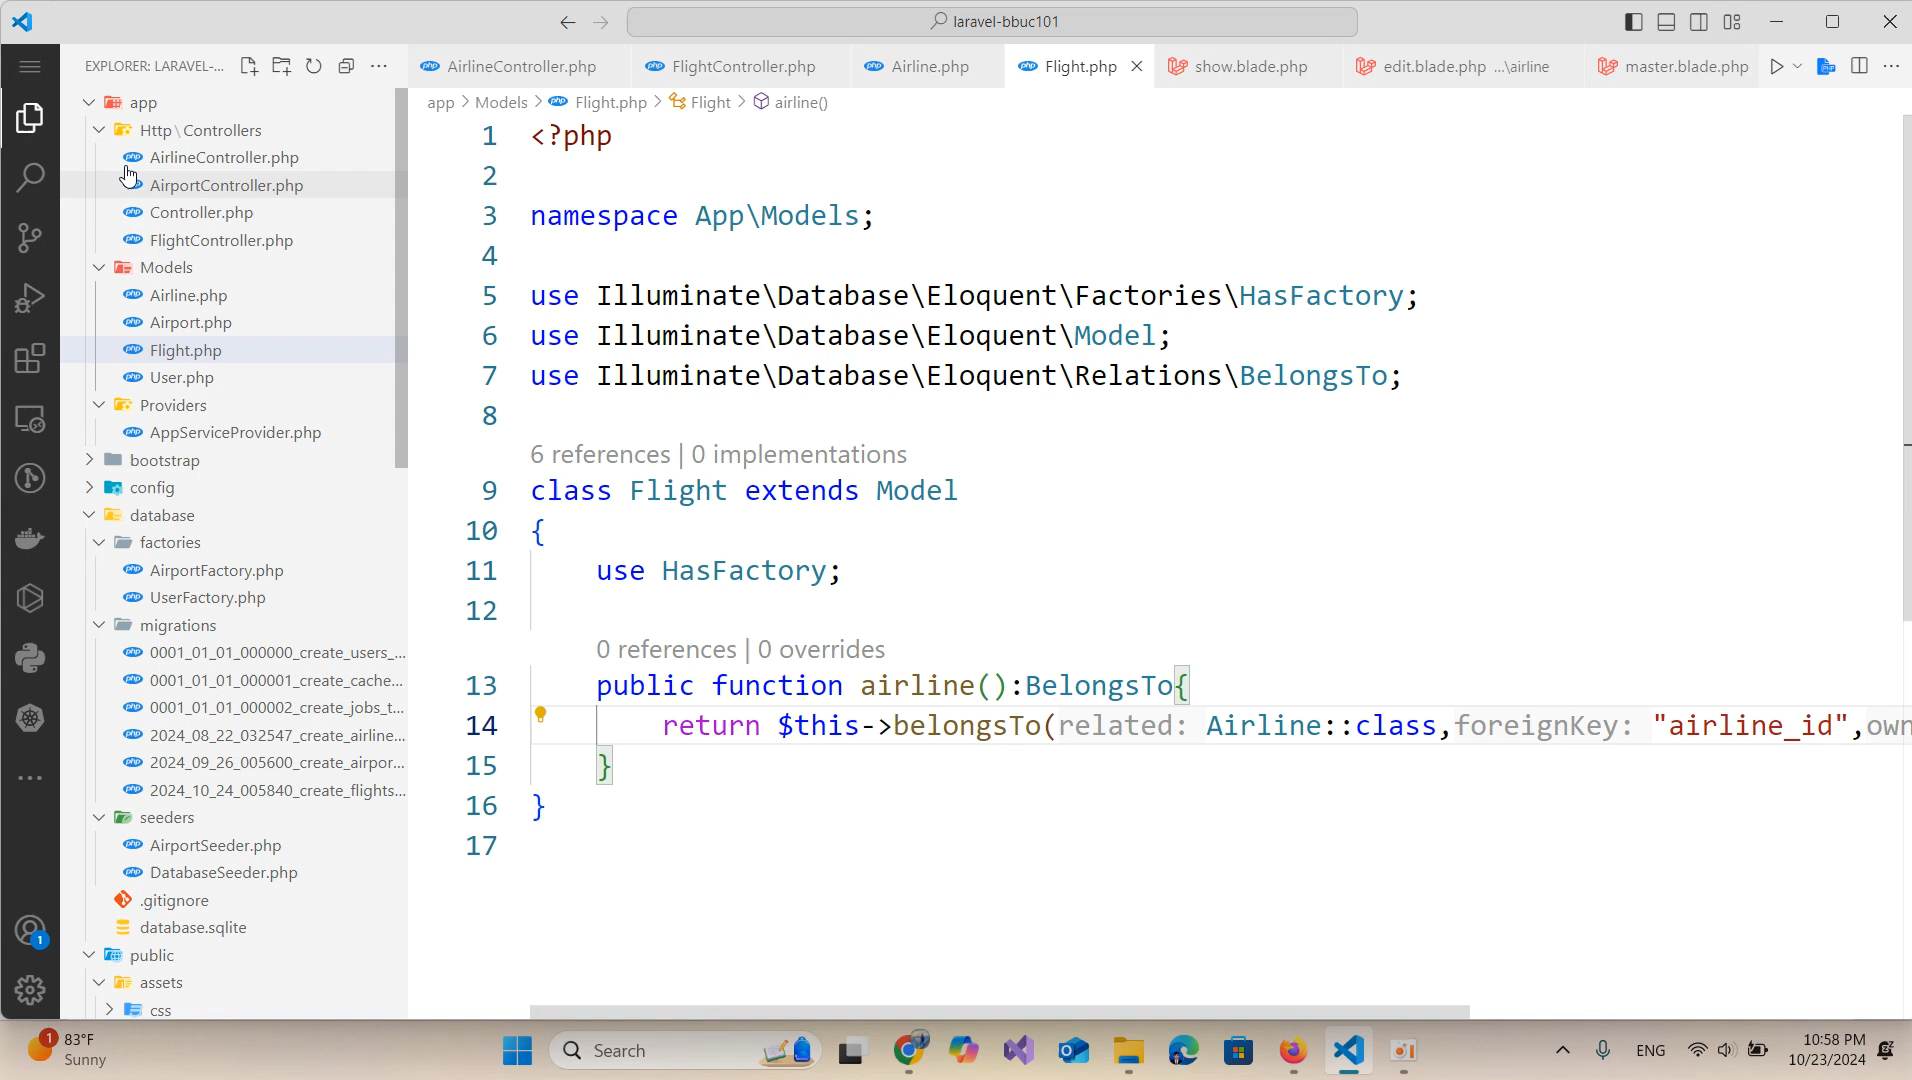 laravel-bbuc101
EXPLORER: LARAVEL-...
AirlineController.php
FlightController.php
Airline.php
Flight.php
show.blade.php
edit.blade.php ...\airline
master.blade.php
app > Models > Flight.php > Flight > airline()
app
Http\Controllers
AirlineController.php
AirportController.php
Controller.php
FlightController.php
Models
Airline.php
Airport.php
Flight.php
User.php
Providers
AppServiceProvider.php
bootstrap
config
database
factories
AirportFactory.php
UserFactory.php
migrations
0001_01_01_000000_create_users_...
0001_01_01_000001_create_cache...
0001_01_01_000002_create_jobs_t...
2024_08_22_032547_create_airline...
2024_09_26_005600_create_airpor...
2024_10_24_005840_create_flights...
seeders
AirportSeeder.php
DatabaseSeeder.php
.gitignore
database.sqlite
public
assets
css
1 <?php
2
3 namespace App\Models;
4
5 use Illuminate\Database\Eloquent\Factories\HasFactory;
6 use Illuminate\Database\Eloquent\Model;
7 use Illuminate\Database\Eloquent\Relations\BelongsTo;
8
6 references | 0 implementations
9 class Flight extends Model
10 {
11 use HasFactory;
12
0 references | 0 overrides
13 public function airline():BelongsTo{
14 return $this->belongsTo(related: Airline::class,foreignKey: "airline_id",own
15 }
16 }
17
1
1
83°F
Sunny
Search
ENG
10:58 PM
10/23/2024